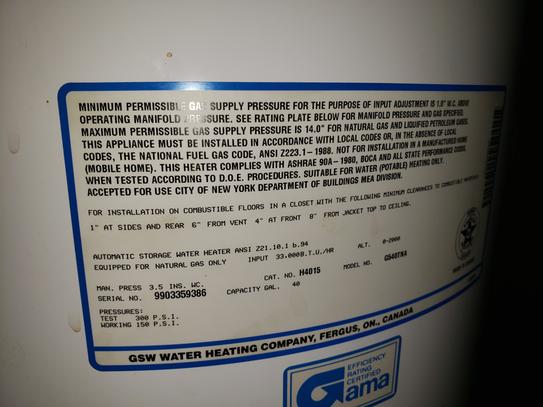 MINIMUM PERMISSIBLE GAS SUPPLY PRESSURE FOR THE PURPOSE OF INPUT ADJUSTMENT IS 1.0" W.C. ABOVE
OPERATING MANIFOLD PRESSURE. SEE RATING PLATE BELOW FOR MANIFOLD PRESSURE AND GAS SPECIFIED.
MAXIMUM PERMISSIBLE GAS SUPPLY PRESSURE IS 14.0" FOR NATURAL GAS AND LIQUIFIED PETROLEUM GASES.
THIS APPLIANCE MUST BE INSTALLED IN ACCORDANCE WITH LOCAL CODES OR, IN THE ABSENCE OF LOCAL
CODES, THE NATIONAL FUEL GAS CODE, ANSI Z223.1-1988. NOT FOR INSTALLATION IN A MANUFACTURED HOME
(MOBILE HOME). THIS HEATER COMPLIES WITH ASHRAE 90A-1980, BOCA AND ALL STATE PERFORMANCE CODES,
WHEN TESTED ACCORDING TO D.O.E. PROCEDURES. SUITABLE FOR WATER (POTABLE) HEATING ONLY.
ACCEPTED FOR USE CITY OF NEW YORK DEPARTMENT OF BUILDINGS MEA DIVISION.
FOR INSTALLATION ON COMBUSTIBLE FLOORS IN A CLOSET WITH THE FOLLOWING MINIMUM CLEARANCES TO COMBUSTIBLE MATERIALS
1" AT SIDES AND REAR 6" FROM VENT 4" AT FRONT 8" FROM JACKET TOP TO CEILING.
AUTOMATIC STORAGE WATER HEATER ANSI Z21.10.1 b.94
EQUIPPED FOR NATURAL GAS ONLY INPUT 33.000B.T.U/HR ALT. 0-2000
MAN. PRESS 3.5 INS. WC. CAT. NO. H4015 MODEL NO. G540TNA
SERIAL NO. 9903359386 CAPACITY GAL. 40
PRESSURES:
TEST 300 P.S.I.
WORKING 150 P.S.I.
GSW WATER HEATING COMPANY, FERGUS, ON., CANADA
EFFICIENCY
RATING
CERTIFIED
Gama